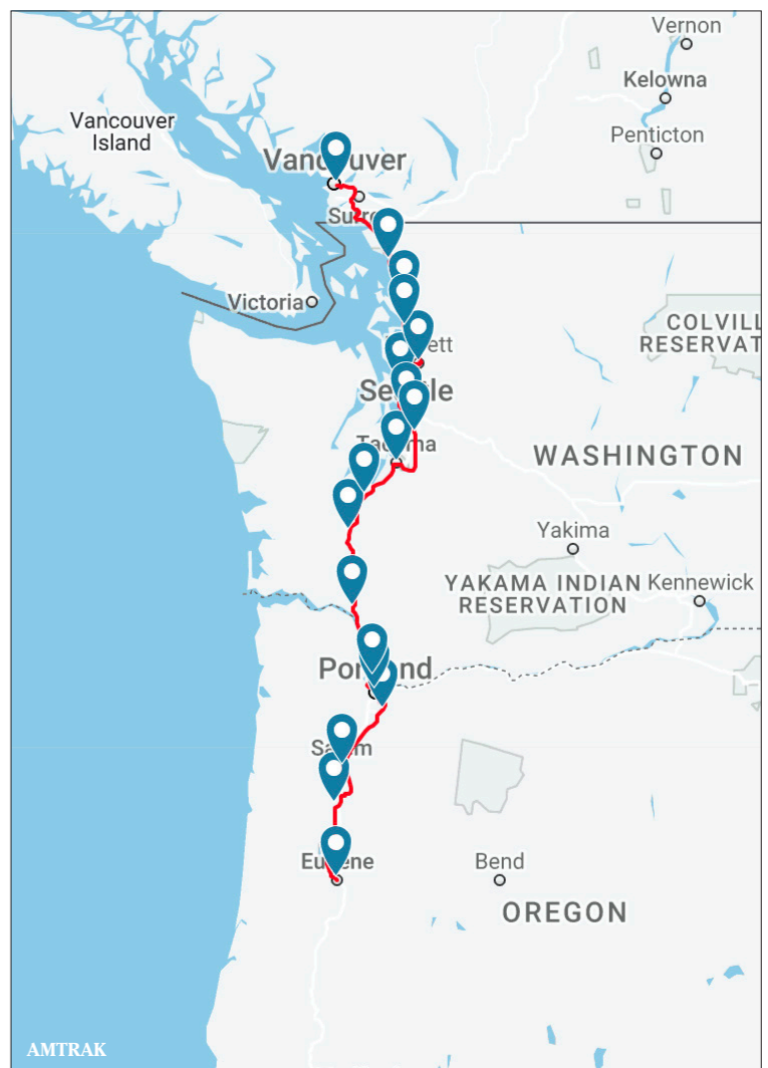 Vernon
Kelowna
Vancouver
Island
Penticton
Vancouver
Victoria
COLVILL
RESERVAT
WASHINGTON
Yakima
YAKAMA INDIAN
RESERVATION
Kennewick
Bend
OREGON
AMTRAK